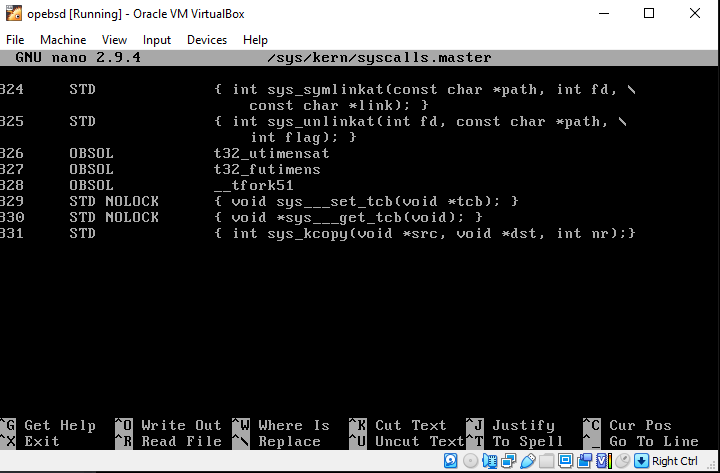 opebsd [Running] - Oracle VM VirtualBox
File Machine View Input Devices Help
GNU nano 2.9.4 /sys/kern/syscalls.master
324 STD { int sys_symlinkat(const char *path, int fd, \
const char *link); }
325 STD { int sys_unlinkat(int fd, const char *path, \
int flag); }
326 OBSOL t32_utimensat
327 OBSOL t32_futimens
328 OBSOL __tfork51
329 STD NOLOCK { void sys___set_tcb(void *tcb); }
330 STD NOLOCK { void *sys___get_tcb(void); }
331 STD { int sys_kcopy(void *src, void *dst, int nr);}
^G Get Help ^O Write Out ^W Where Is ^K Cut Text ^J Justify ^C Cur Pos
^X Exit ^R Read File ^\ Replace ^U Uncut Text ^T To Spell ^_ Go To Line
Right Ctrl